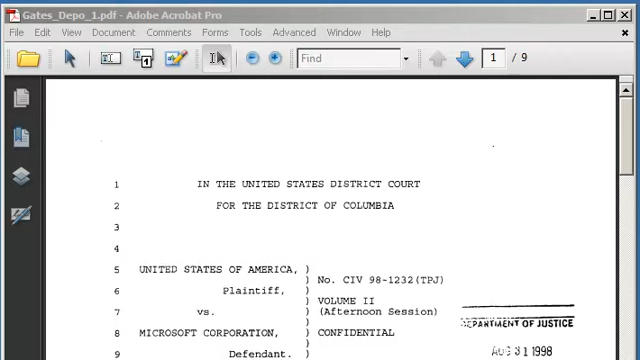 Gates_Depo_1.pdf - Adobe Acrobat Pro
File Edit View Document Comments Forms Tools Advanced Window Help
Find 1 / 9
1 IN THE UNITED STATES DISTRICT COURT
2 FOR THE DISTRICT OF COLUMBIA
3
4
5 UNITED STATES OF AMERICA, )
) No. CIV 98-1232(TPJ)
6 Plaintiff, )
) VOLUME II
7 vs. ) (Afternoon Session)
)
8 MICROSOFT CORPORATION, ) CONFIDENTIAL
)
9 Defendant. )
DEPARTMENT OF JUSTICE
AUG 31 1998